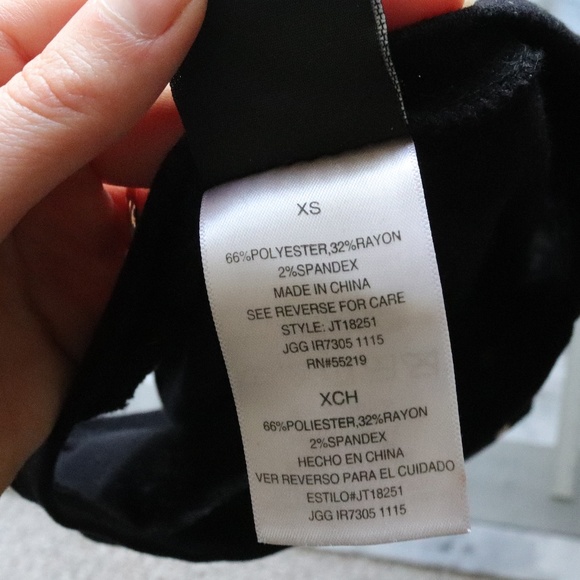 XS
66%POLYESTER,32%RAYON
2%SPANDEX
MADE IN CHINA
SEE REVERSE FOR CARE
STYLE: JT18251
JGG IR7305 1115
RN#55219
XCH
66%POLIESTER,32%RAYON
2%SPANDEX
HECHO EN CHINA
VER REVERSO PARA EL CUIDADO
ESTILO#JT18251
JGG IR7305 1115